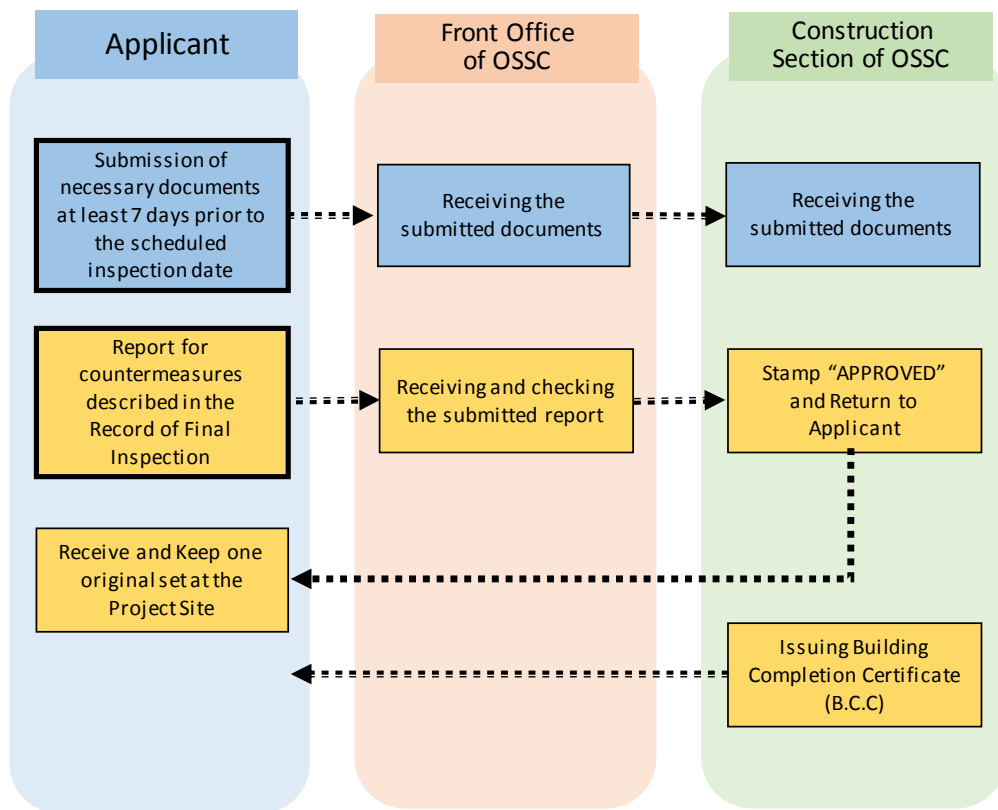 Applicant
Front Office
of OSSC
Construction
Section of OSSC
Submission of
necessary documents
at least 7 days prior to
the scheduled
inspection date
Receiving the
submitted documents
Receiving the
submitted documents
Report for
countermeasures
described in the
Record of Final
Inspection
Receiving and checking
the submitted report
Stamp “APPROVED”
and Return to
Applicant
Receive and Keep one
original set at the
Project Site
Issuing Building
Completion Certificate
(B.C.C)